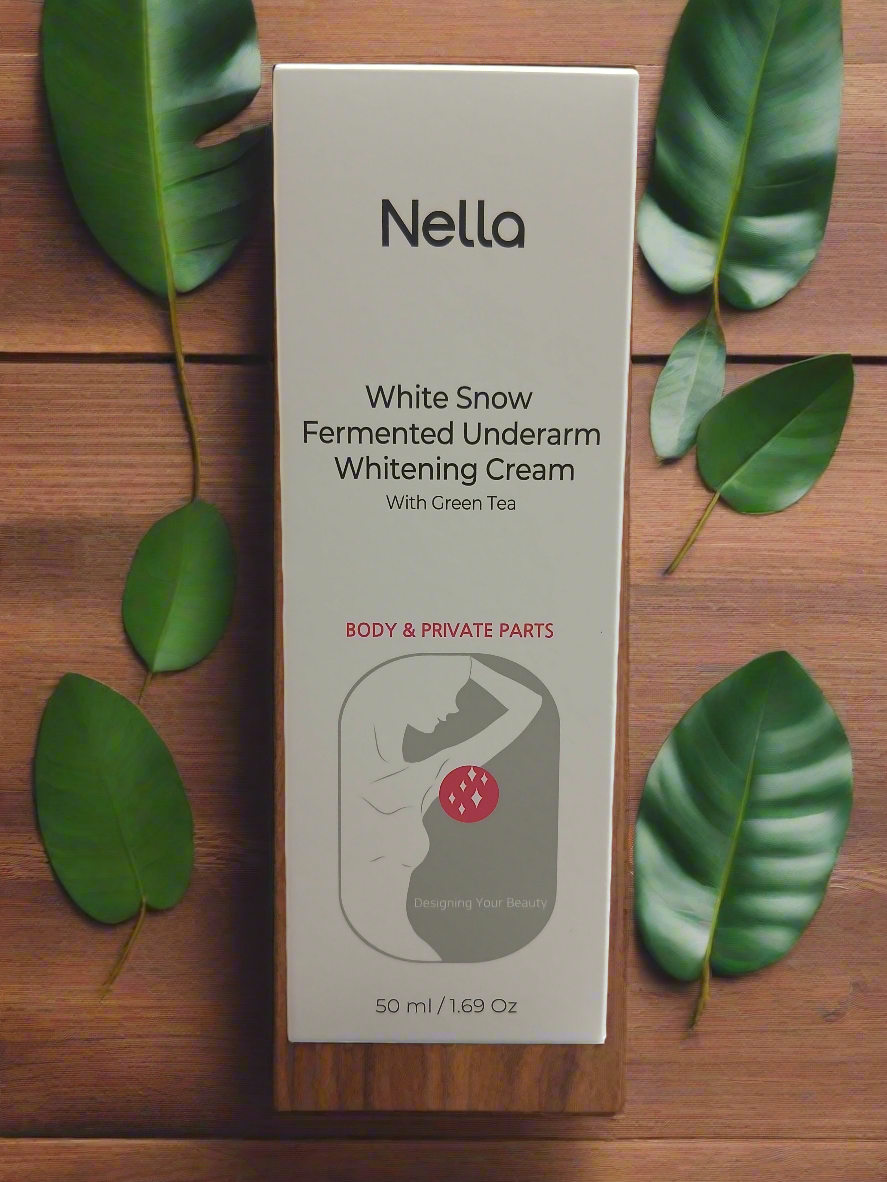 Nella
White Snow
Fermented Underarm
Whitening Cream
With Green Tea
BODY & PRIVATE PARTS
Designing Your Beauty
50 ml / 1.69 Oz